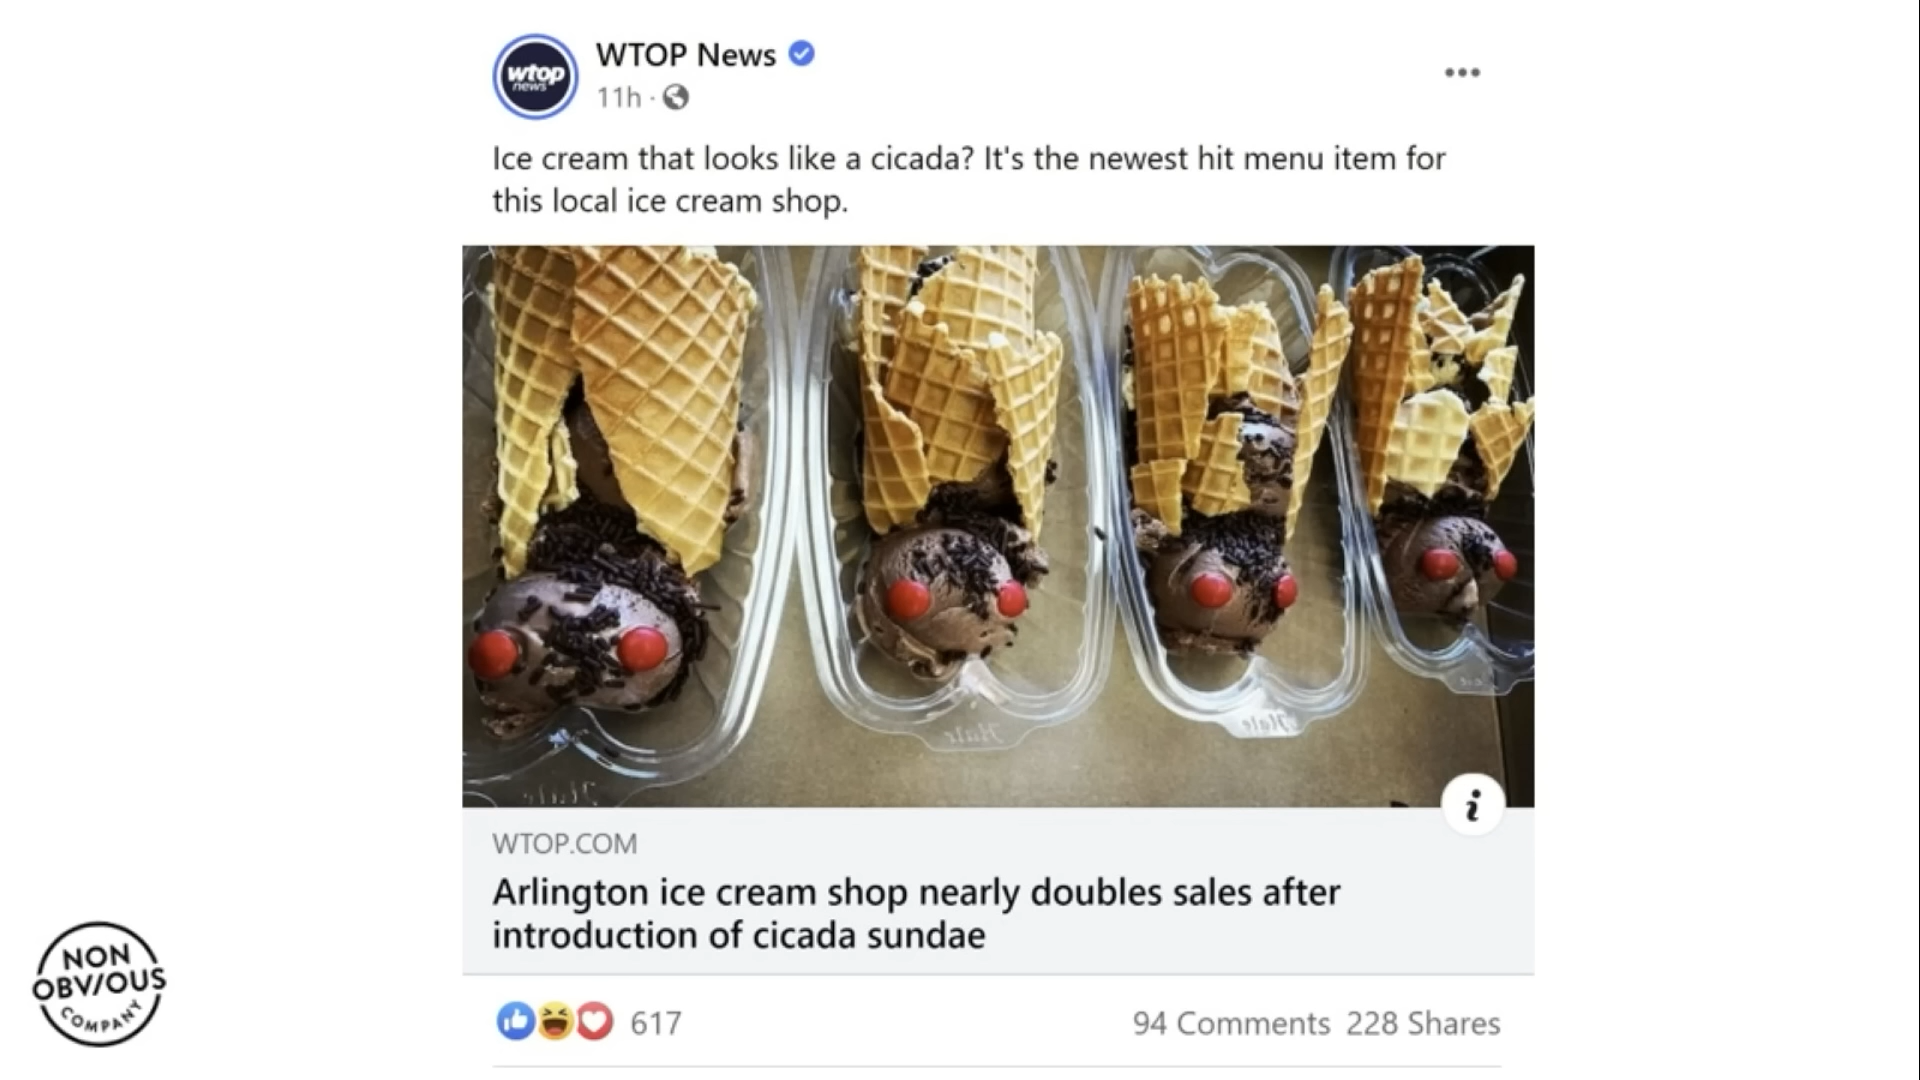 wtop
news
WTOP News
11h ·
Ice cream that looks like a cicada? It's the newest hit menu item for
this local ice cream shop.
i
WTOP.COM
Arlington ice cream shop nearly doubles sales after
introduction of cicada sundae
617
94 Comments 228 Shares
NON
OBV/OUS
COMPANY